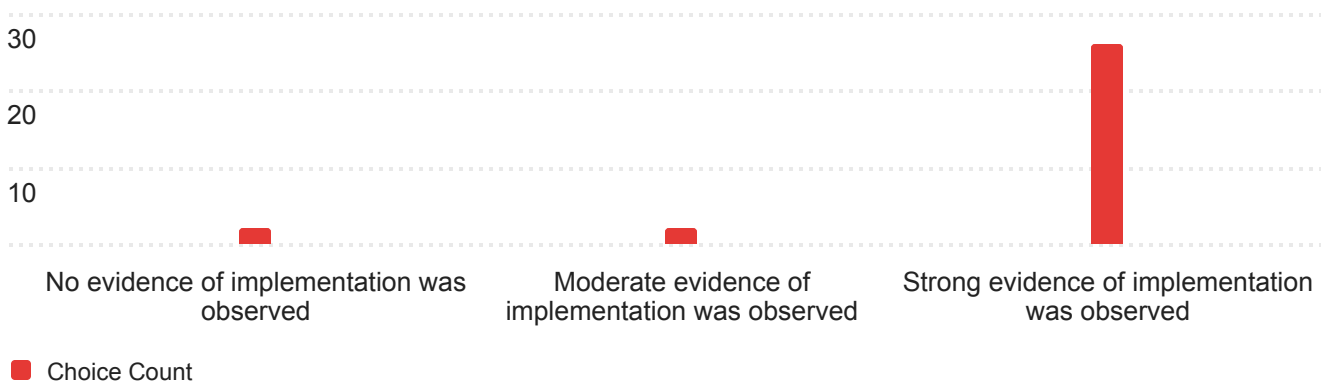 30
20
10
No evidence of implementation was
observed
Moderate evidence of
implementation was observed
Strong evidence of implementation
was observed
Choice Count